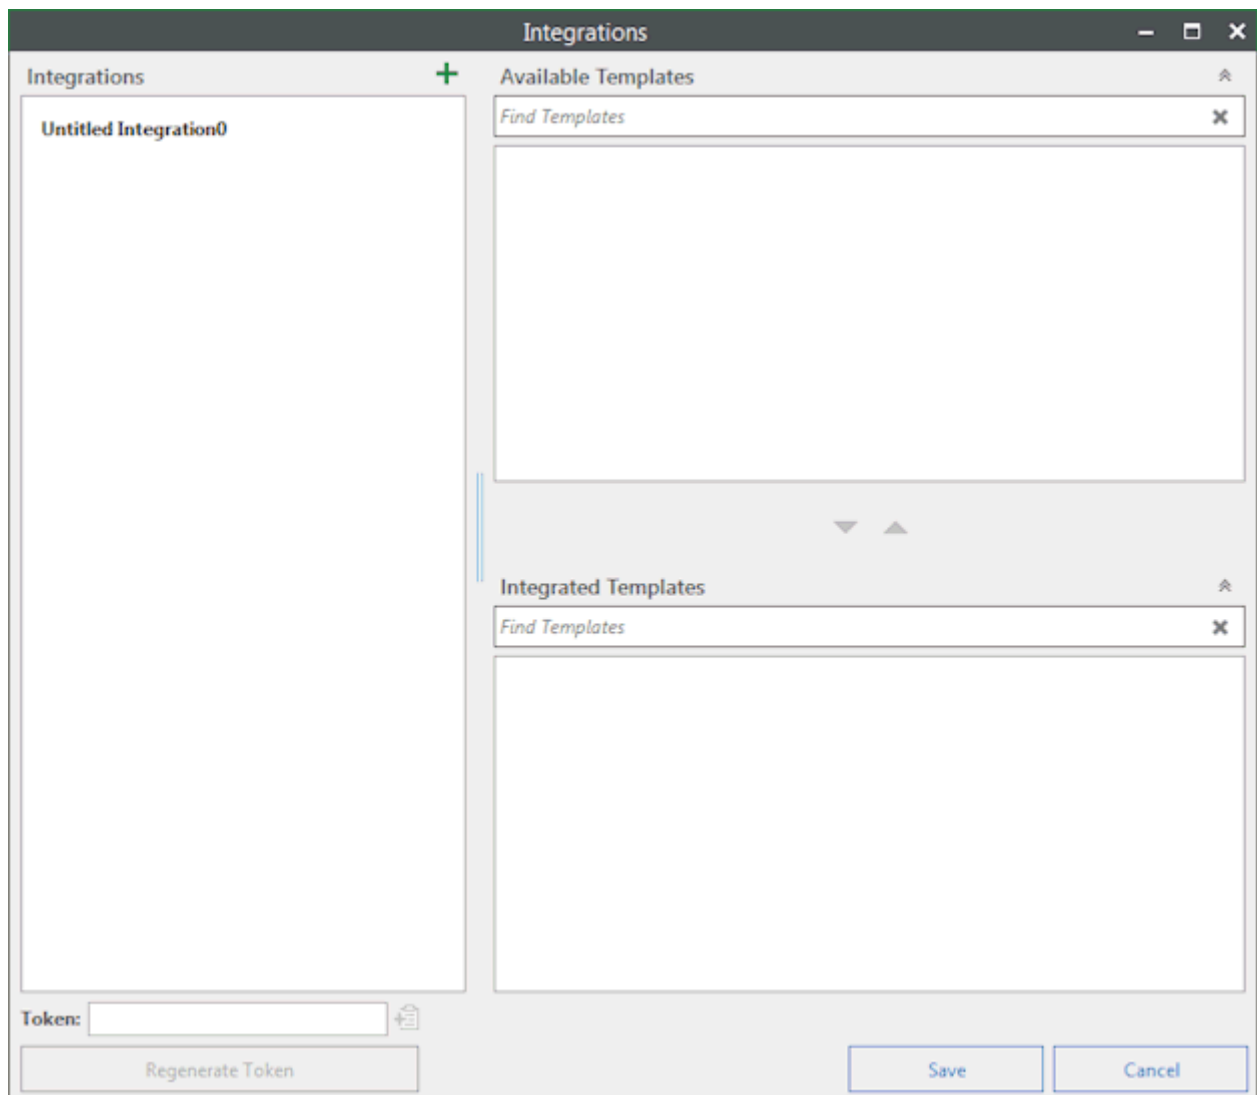 Integrations
Integrations
Untitled Integration0
Available Templates
Find Templates
Integrated Templates
Find Templates
Token:
Regenerate Token
Save
Cancel